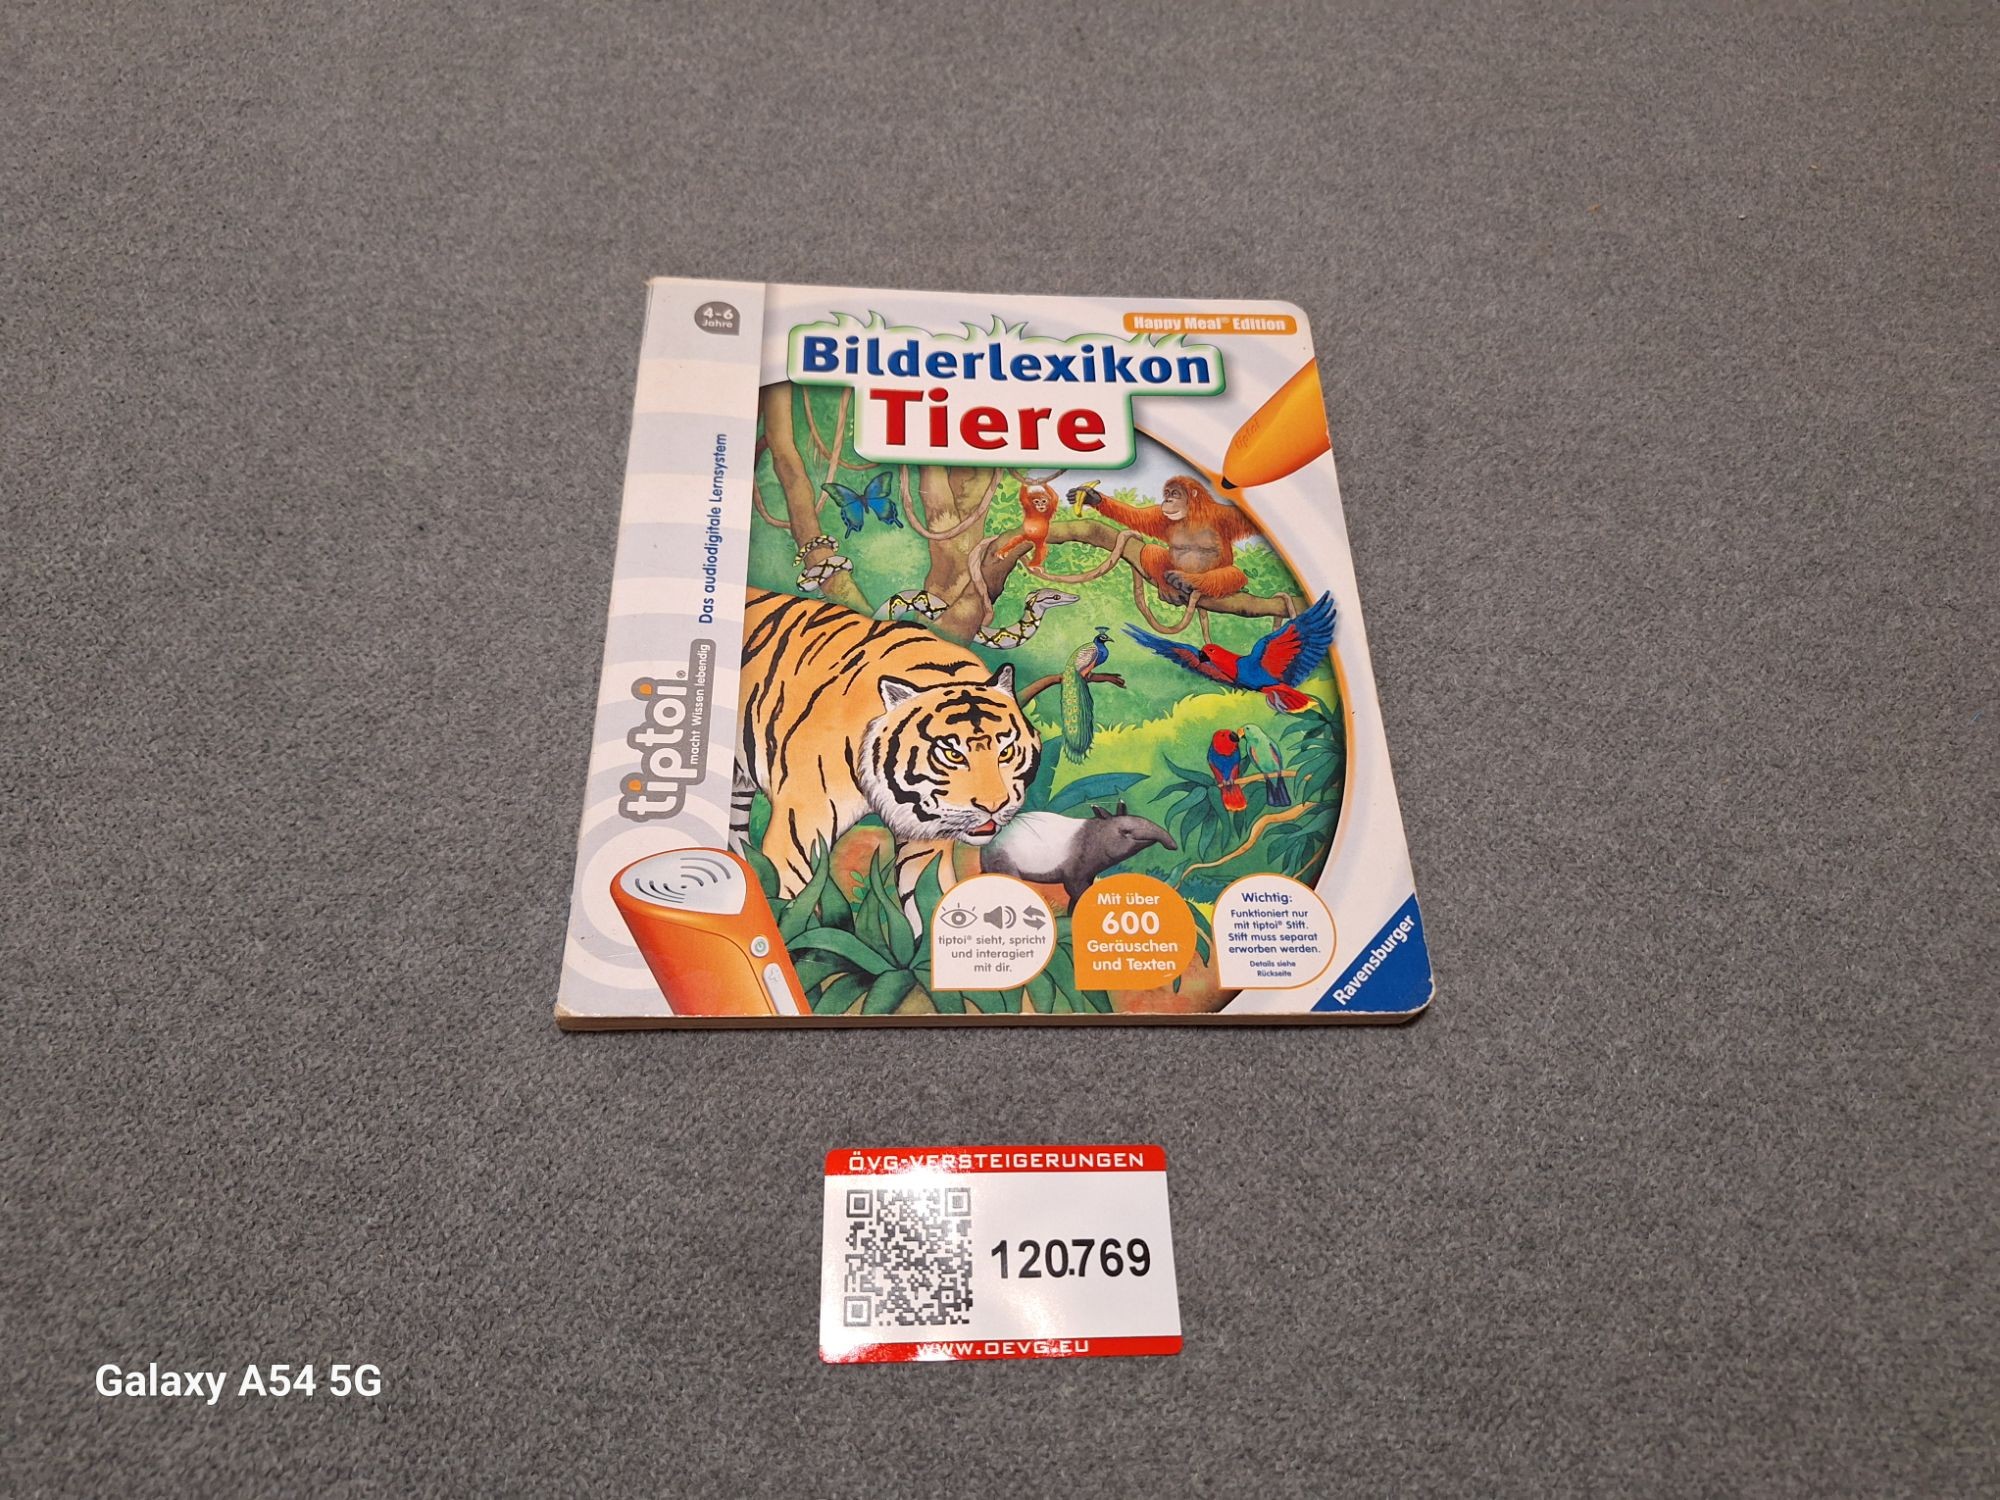 4-6
Jahre
Happy Meal® Edition
Bilderlexikon
Tiere
tiptoi
Das audiodigitale Lernsystem
tiptoi®
macht Wissen lebendig
tiptoi® sieht, spricht
und interagiert
mit dir.
Mit über
600
Geräuschen
und Texten
Wichtig:
Funktioniert nur
mit tiptoi® Stift.
Stift muss separat
erworben werden.
Details siehe
Rückseite
Ravensburger
ÖVG-VERSTEIGERUNGEN
120.769
WWW.OEVG.EU
Galaxy A54 5G